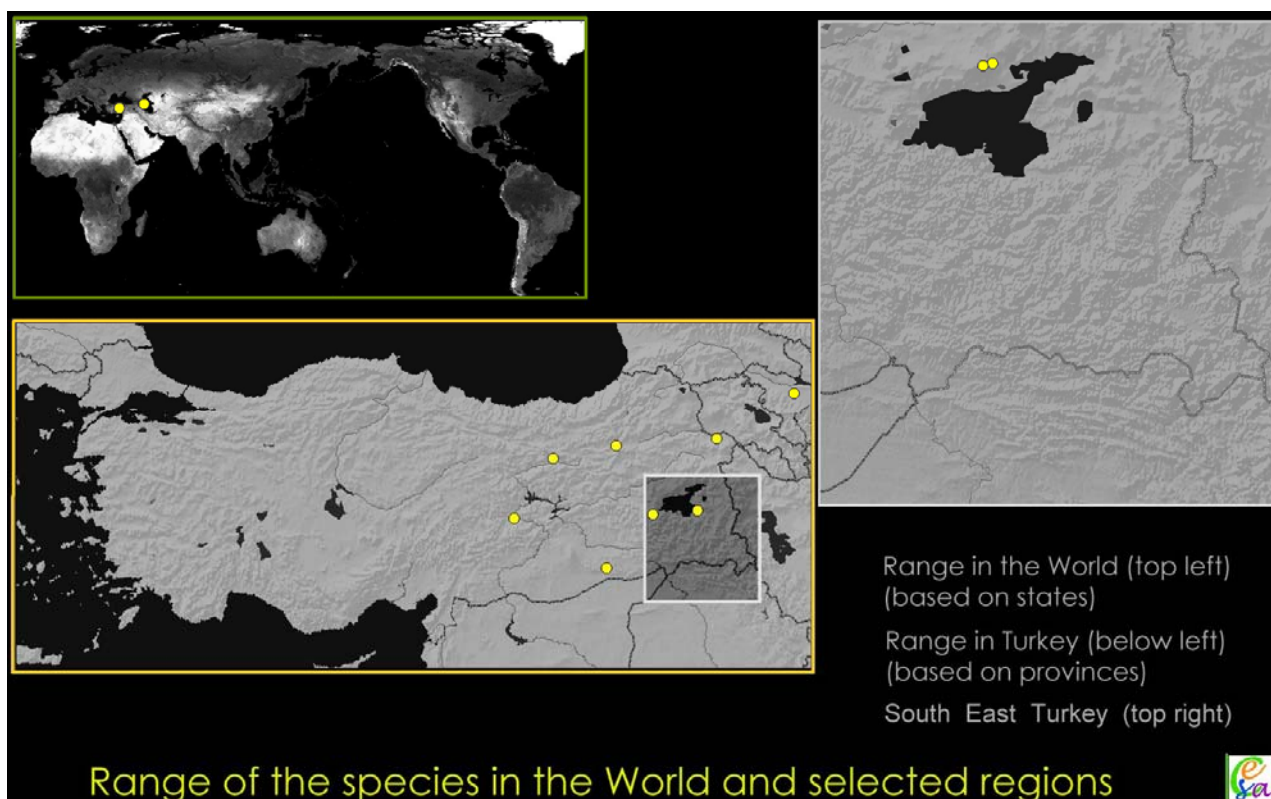 Range in the World (top left)
(based on states)
Range in Turkey (below left)
(based on provinces)
South East Turkey (top right)
Range of the species in the World and selected regions
esa